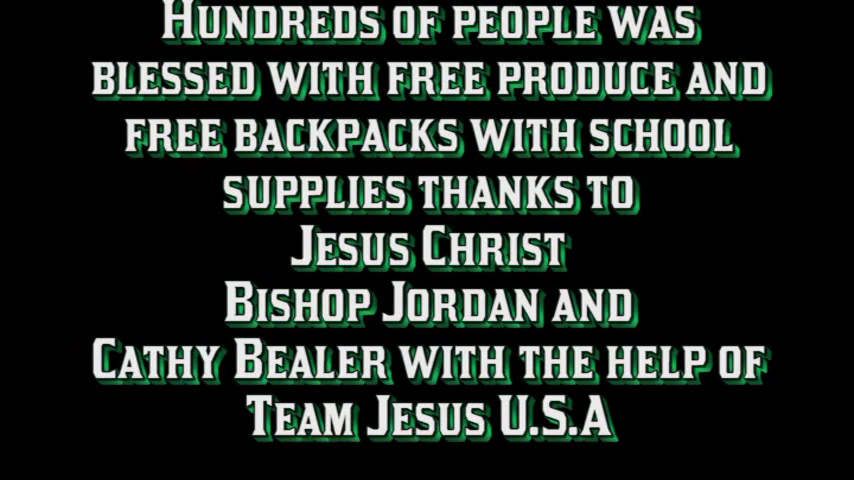 Hundreds of people was
blessed with free produce and
free backpacks with school
supplies thanks to
Jesus Christ
Bishop Jordan and
Cathy Bealer with the help of
Team Jesus U.S.A